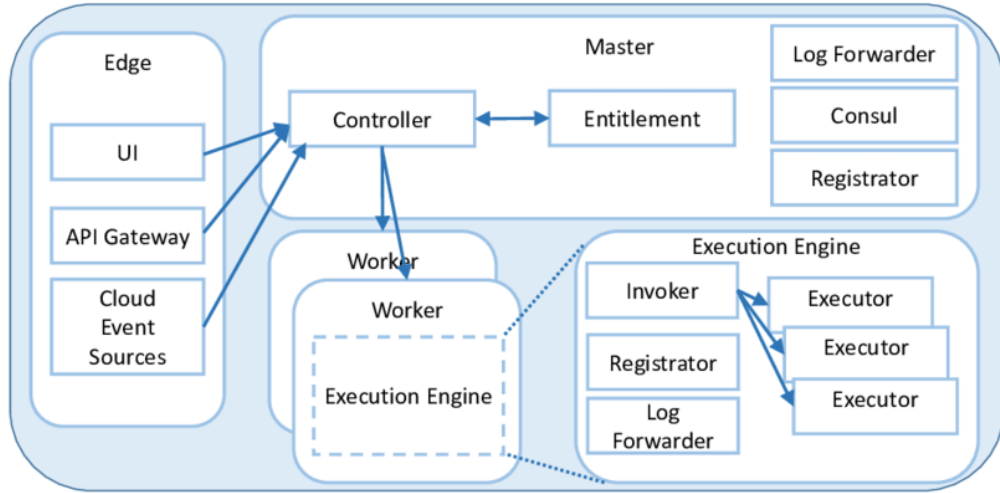 Edge
UI
API Gateway
Cloud
Event
Sources
Master
Controller
Entitlement
Log Forwarder
Consul
Registrator
Worker
Worker
Execution Engine
Execution Engine
Invoker
Registrator
Log
Forwarder
Executor
Executor
Executor